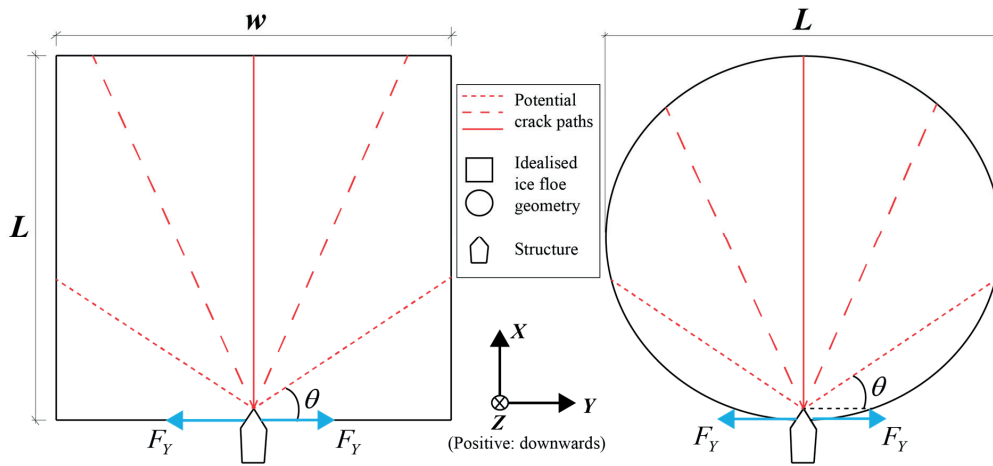 w
L
L
Potential
crack paths
Idealised
ice floe
geometry
Structure
θ
θ
X
Y
Z
(Positive: downwards)
F_Y
F_Y
F_Y
F_Y